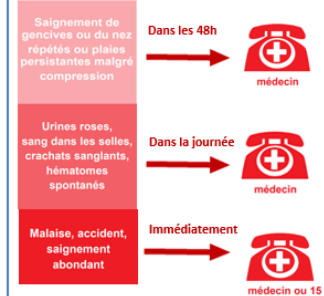 Saignement de
gencives ou du nez
répétés ou plaies
persistantes malgré
compression
Dans les 48h
médecin
Urines roses,
sang dans les selles,
crachats sanglants,
hématomes
spontanés
Dans la journée
médecin
Malaise, accident,
saignement
abondant
Immédiatement
médecin ou 15